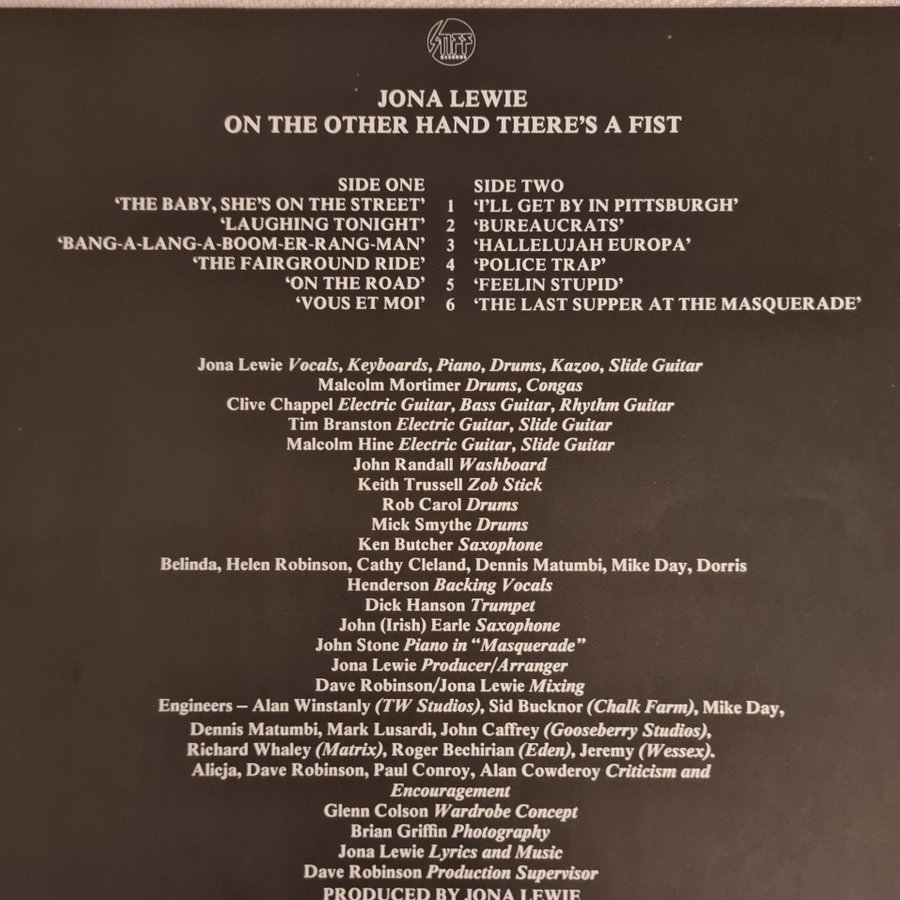 STIFF
RECORDS
JONA LEWIE
ON THE OTHER HAND THERE'S A FIST
SIDE ONE SIDE TWO
'THE BABY, SHE'S ON THE STREET' 1 'I'LL GET BY IN PITTSBURGH'
'LAUGHING TONIGHT' 2 'BUREAUCRATS'
'BANG-A-LANG-A-BOOM-ER-RANG-MAN' 3 'HALLELUJAH EUROPA'
'THE FAIRGROUND RIDE' 4 'POLICE TRAP'
'ON THE ROAD' 5 'FEELIN STUPID'
'VOUS ET MOI' 6 'THE LAST SUPPER AT THE MASQUERADE'
Jona Lewie Vocals, Keyboards, Piano, Drums, Kazoo, Slide Guitar
Malcolm Mortimer Drums, Congas
Clive Chappel Electric Guitar, Bass Guitar, Rhythm Guitar
Tim Branston Electric Guitar, Slide Guitar
Malcolm Hine Electric Guitar, Slide Guitar
John Randall Washboard
Keith Trussell Zob Stick
Rob Carol Drums
Mick Smythe Drums
Ken Butcher Saxophone
Belinda, Helen Robinson, Cathy Cleland, Dennis Matumbi, Mike Day, Dorris
Henderson Backing Vocals
Dick Hanson Trumpet
John (Irish) Earle Saxophone
John Stone Piano in "Masquerade"
Jona Lewie Producer/Arranger
Dave Robinson/Jona Lewie Mixing
Engineers – Alan Winstanly (TW Studios), Sid Bucknor (Chalk Farm), Mike Day,
Dennis Matumbi, Mark Lusardi, John Caffrey (Gooseberry Studios),
Richard Whaley (Matrix), Roger Bechirian (Eden), Jeremy (Wessex).
Alicja, Dave Robinson, Paul Conroy, Alan Cowderoy Criticism and
Encouragement
Glenn Colson Wardrobe Concept
Brian Griffin Photography
Jona Lewie Lyrics and Music
Dave Robinson Production Supervisor
PRODUCED BY JONA LEWIE